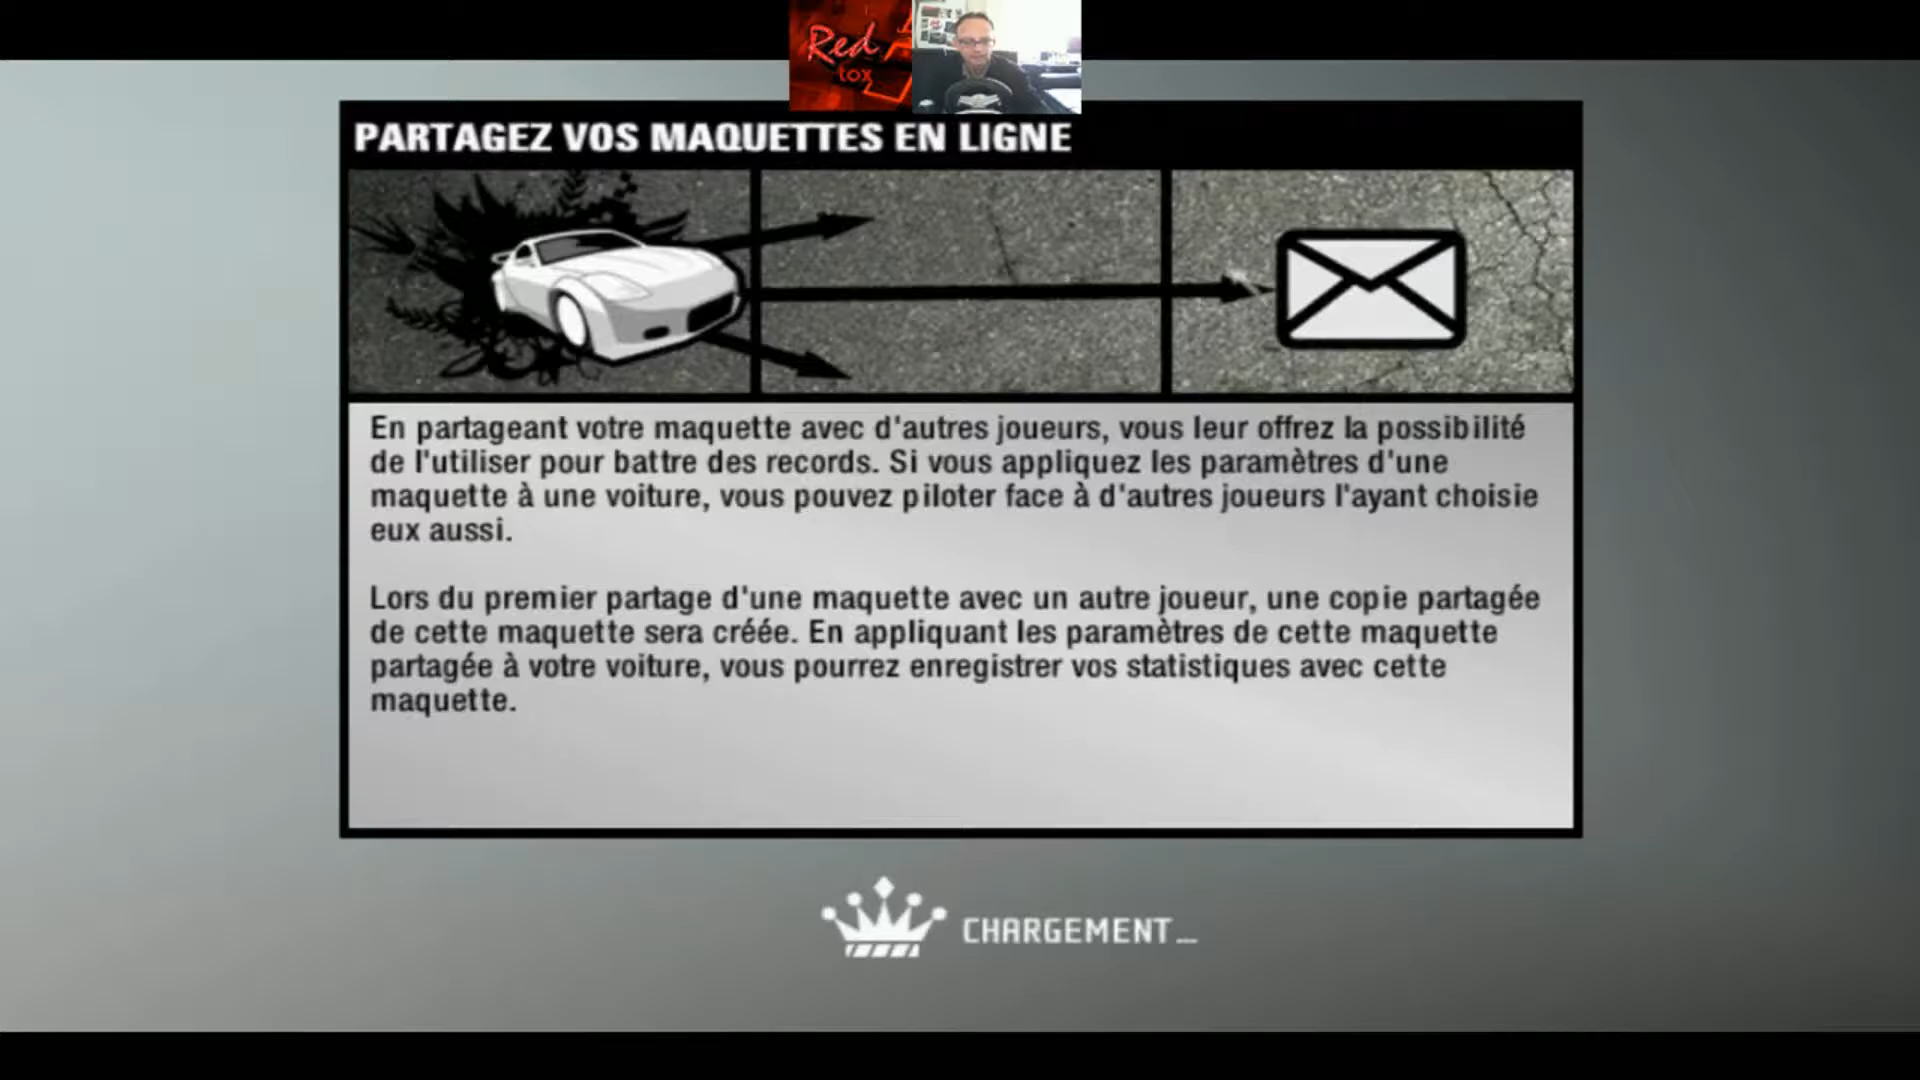 Red
tox
PARTAGEZ VOS MAQUETTES EN LIGNE
En partageant votre maquette avec d'autres joueurs, vous leur offrez la possibilité
de l'utiliser pour battre des records. Si vous appliquez les paramètres d'une
maquette à une voiture, vous pouvez piloter face à d'autres joueurs l'ayant choisie
eux aussi.
Lors du premier partage d'une maquette avec un autre joueur, une copie partagée
de cette maquette sera créée. En appliquant les paramètres de cette maquette
partagée à votre voiture, vous pourrez enregistrer vos statistiques avec cette
maquette.
CHARGEMENT...